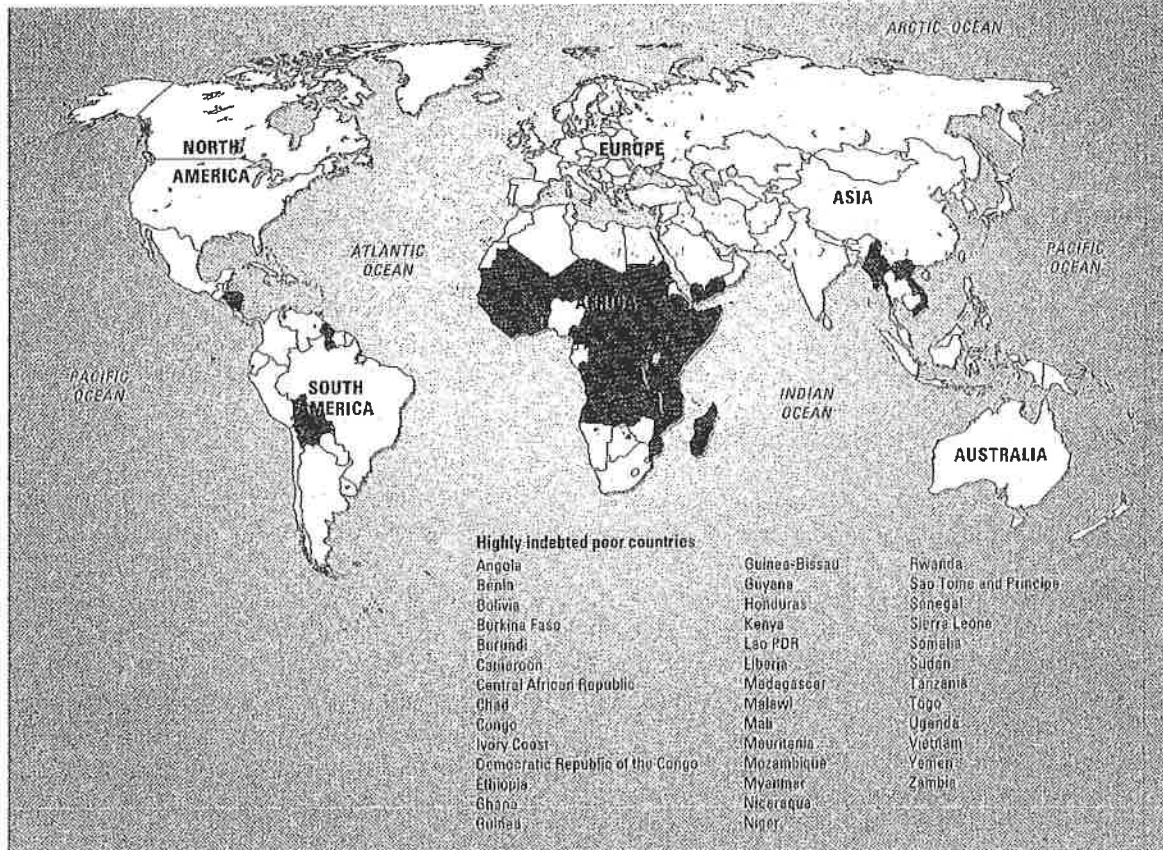 ARCTIC OCEAN
NORTH
AMERICA
EUROPE
ASIA
ATLANTIC
OCEAN
PACIFIC
OCEAN
AFRICA
PACIFIC
OCEAN
SOUTH
AMERICA
INDIAN
OCEAN
AUSTRALIA
Highly indebted poor countries
Angola
Benin
Bolivia
Burkina Faso
Burundi
Cameroon
Central African Republic
Chad
Congo
Ivory Coast
Democratic Republic of the Congo
Ethiopia
Ghana
Guinea
Guinea-Bissau
Guyana
Honduras
Kenya
Lao PDR
Liberia
Madagascar
Malawi
Mali
Mauritania
Mozambique
Myanmar
Nicaragua
Niger
Rwanda
Sao Tome and Principe
Senegal
Sierra Leone
Somalia
Sudan
Tanzania
Togo
Uganda
Vietnam
Yemen
Zambia